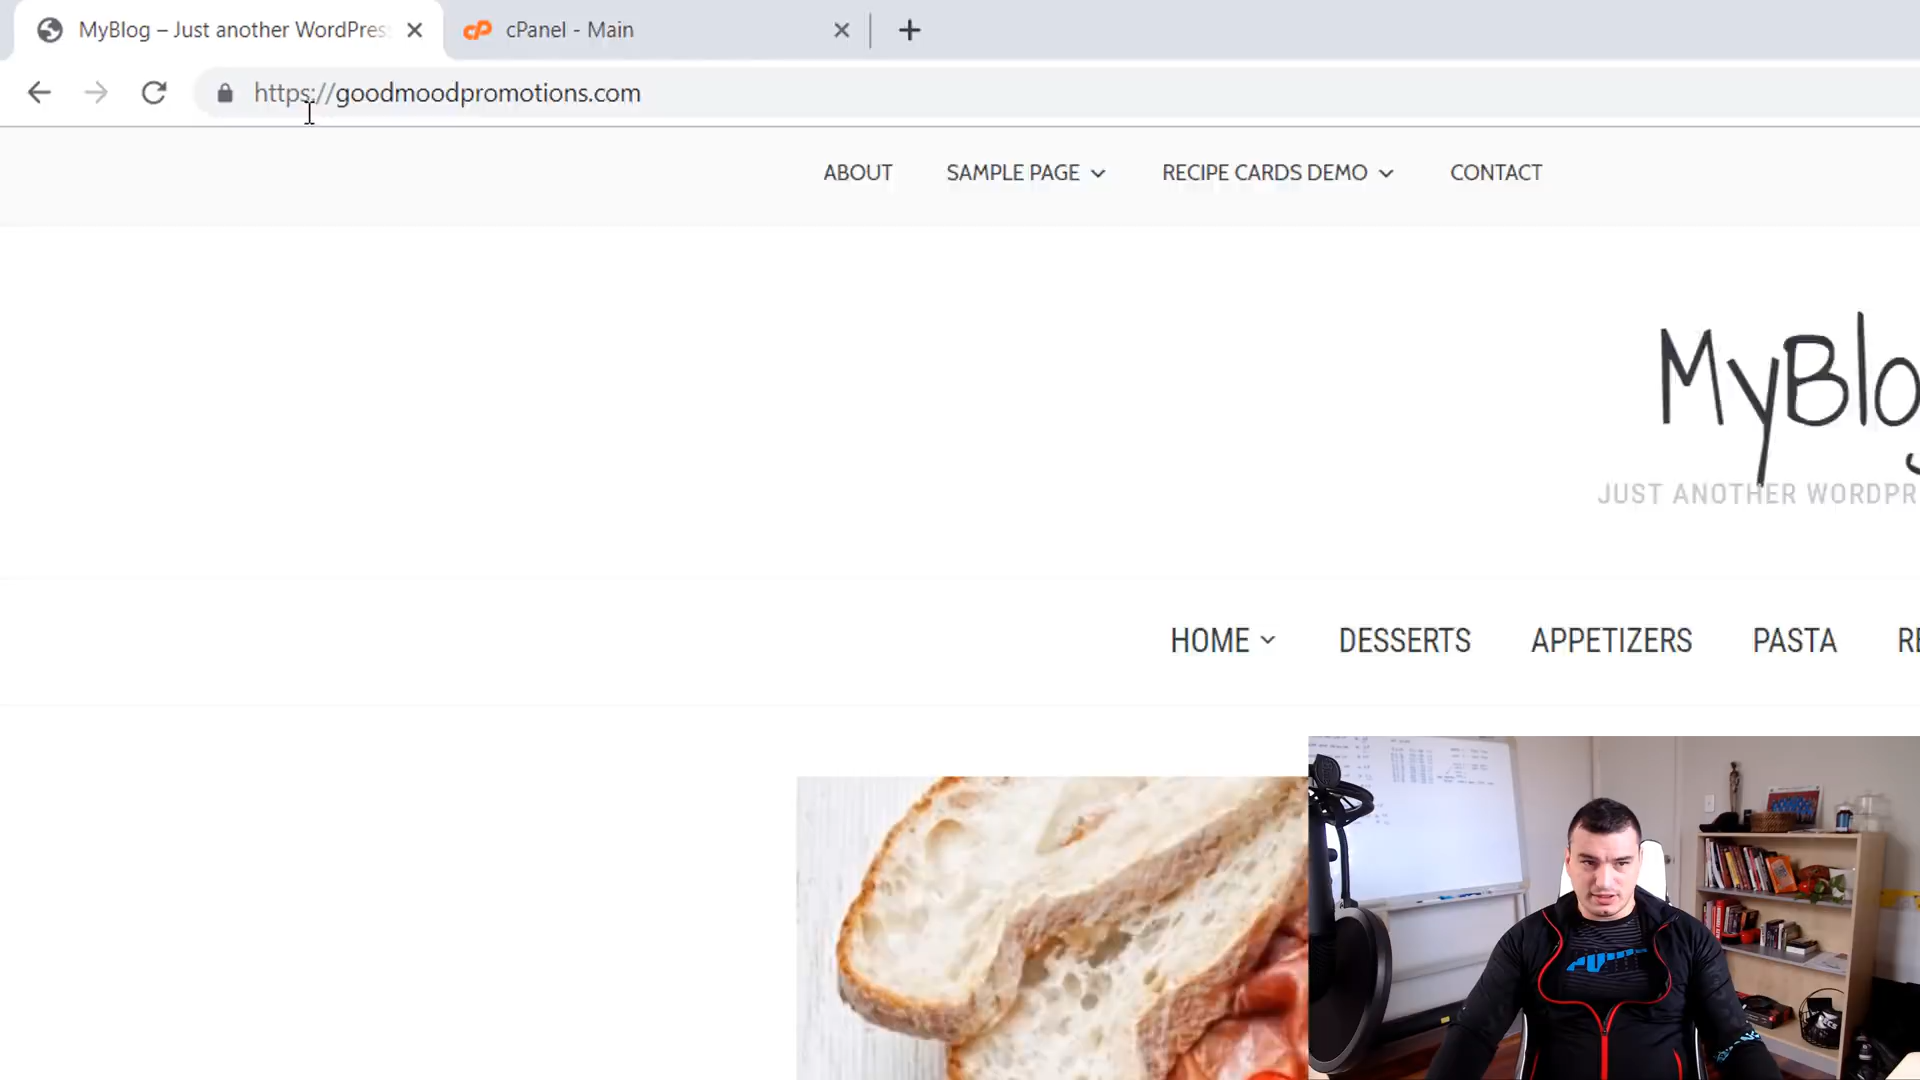 MyBlog – Just another WordPres
cPanel - Main
https://goodmoodpromotions.com
ABOUT
SAMPLE PAGE
RECIPE CARDS DEMO
CONTACT
MyBlo
JUST ANOTHER WORDPR
HOME
DESSERTS
APPETIZERS
PASTA
RE